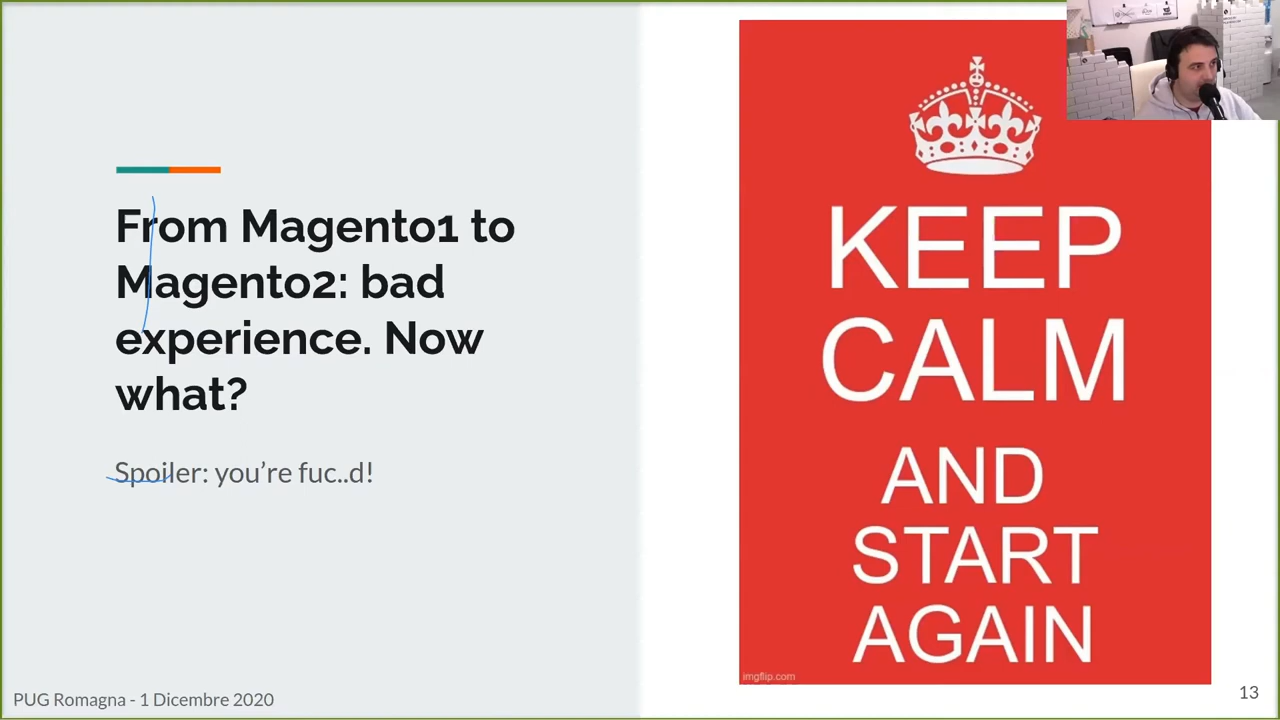 From Magento1 to
Magento2: bad
experience. Now
what?
Spoiler: you're fuc..d!
KEEP
CALM
AND
START
AGAIN
imgflip.com
PUG Romagna - 1 Dicembre 2020
13